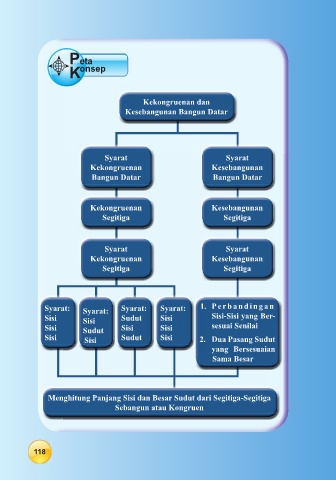 Peta
Konsep
Kekongruenan dan
Kesebangunan Bangun Datar
Syarat
Kekongruenan
Bangun Datar
Syarat
Kesebangunan
Bangun Datar
Kekongruenan
Segitiga
Kesebangunan
Segitiga
Syarat
Kekongruenan
Segitiga
Syarat
Kesebangunan
Segitiga
Syarat:
Sisi
Sisi
Sisi
Syarat:
Sisi
Sudut
Sisi
Syarat:
Sudut
Sisi
Sudut
Syarat:
Sisi
Sisi
Sisi
1. Perbandingan
Sisi-Sisi yang Ber-
sesuai Senilai
2. Dua Pasang Sudut
yang Bersesuaian
Sama Besar
Menghitung Panjang Sisi dan Besar Sudut dari Segitiga-Segitiga
Sebangun atau Kongruen
118